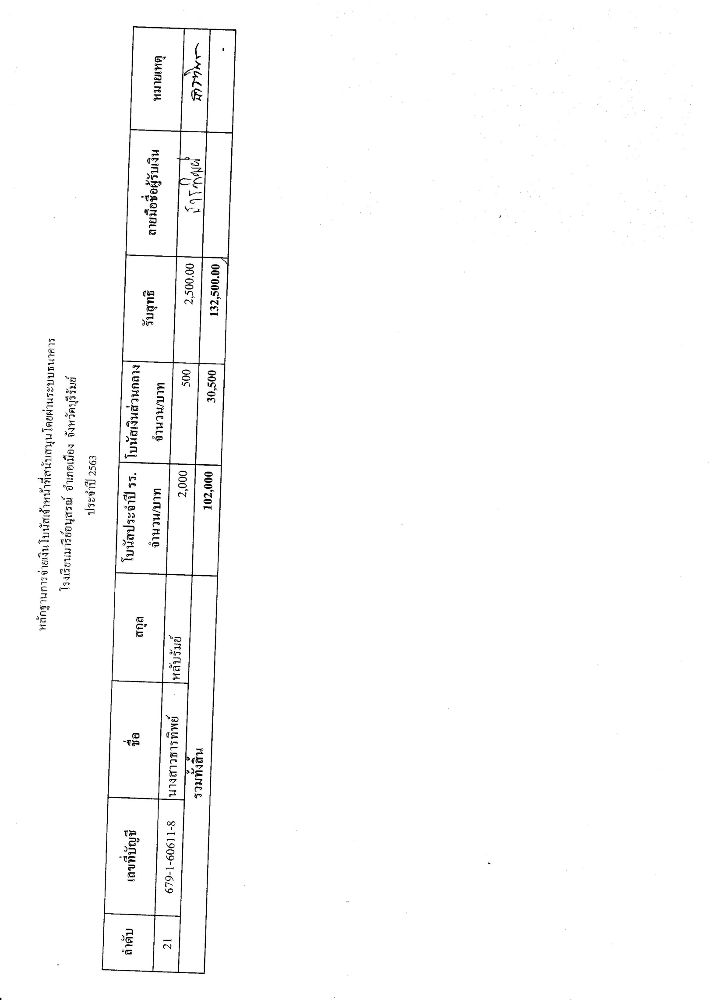 หลักฐานการจ่ายเงินโบนัสเจ้าหน้าที่สนับสนุนโดยผ่านระบบธนาคาร
โรงเรียนมารีย์อนุสรณ์ อำเภอเมือง จังหวัดบุรีรัมย์
ประจำปี 2563
ลำดับ เลขที่บัญชี ชื่อ สกุล โบนัสประจำปี รร. โบนัสเงินส่วนกลาง รับสุทธิ ลายมือชื่อผู้รับเงิน หมายเหตุ
จำนวน/บาท จำนวน/บาท
21 679-1-60611-8 นางสาวธารทิพย์ หลับรัมย์ 2,000 500 2,500.00 ธารทิพย์
รวมทั้งสิ้น 102,000 30,500 132,500.00 -